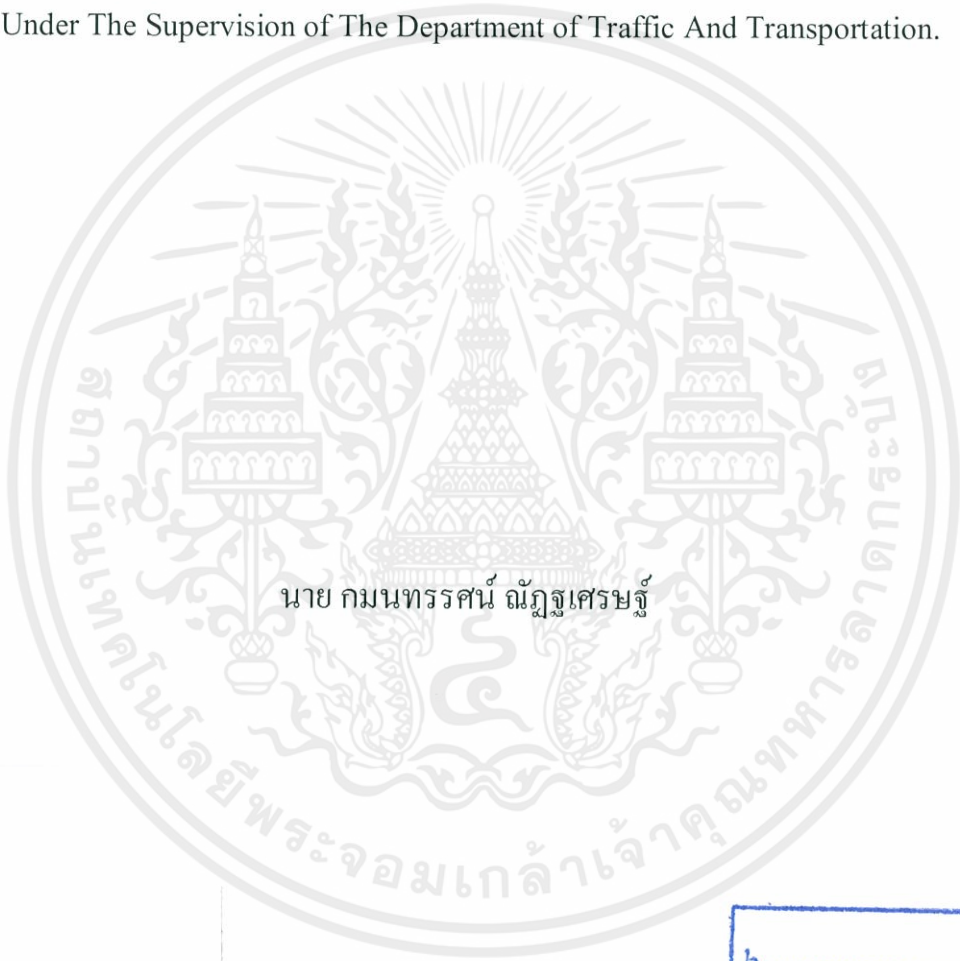 Under The Supervision of The Department of Traffic And Transportation.
นาย กมนทรรศน์ ณัฏฐเศรษฐ์
สถาบันเทคโนโลยีพระจอมเกล้าเจ้าคุณทหารลาดกระบัง